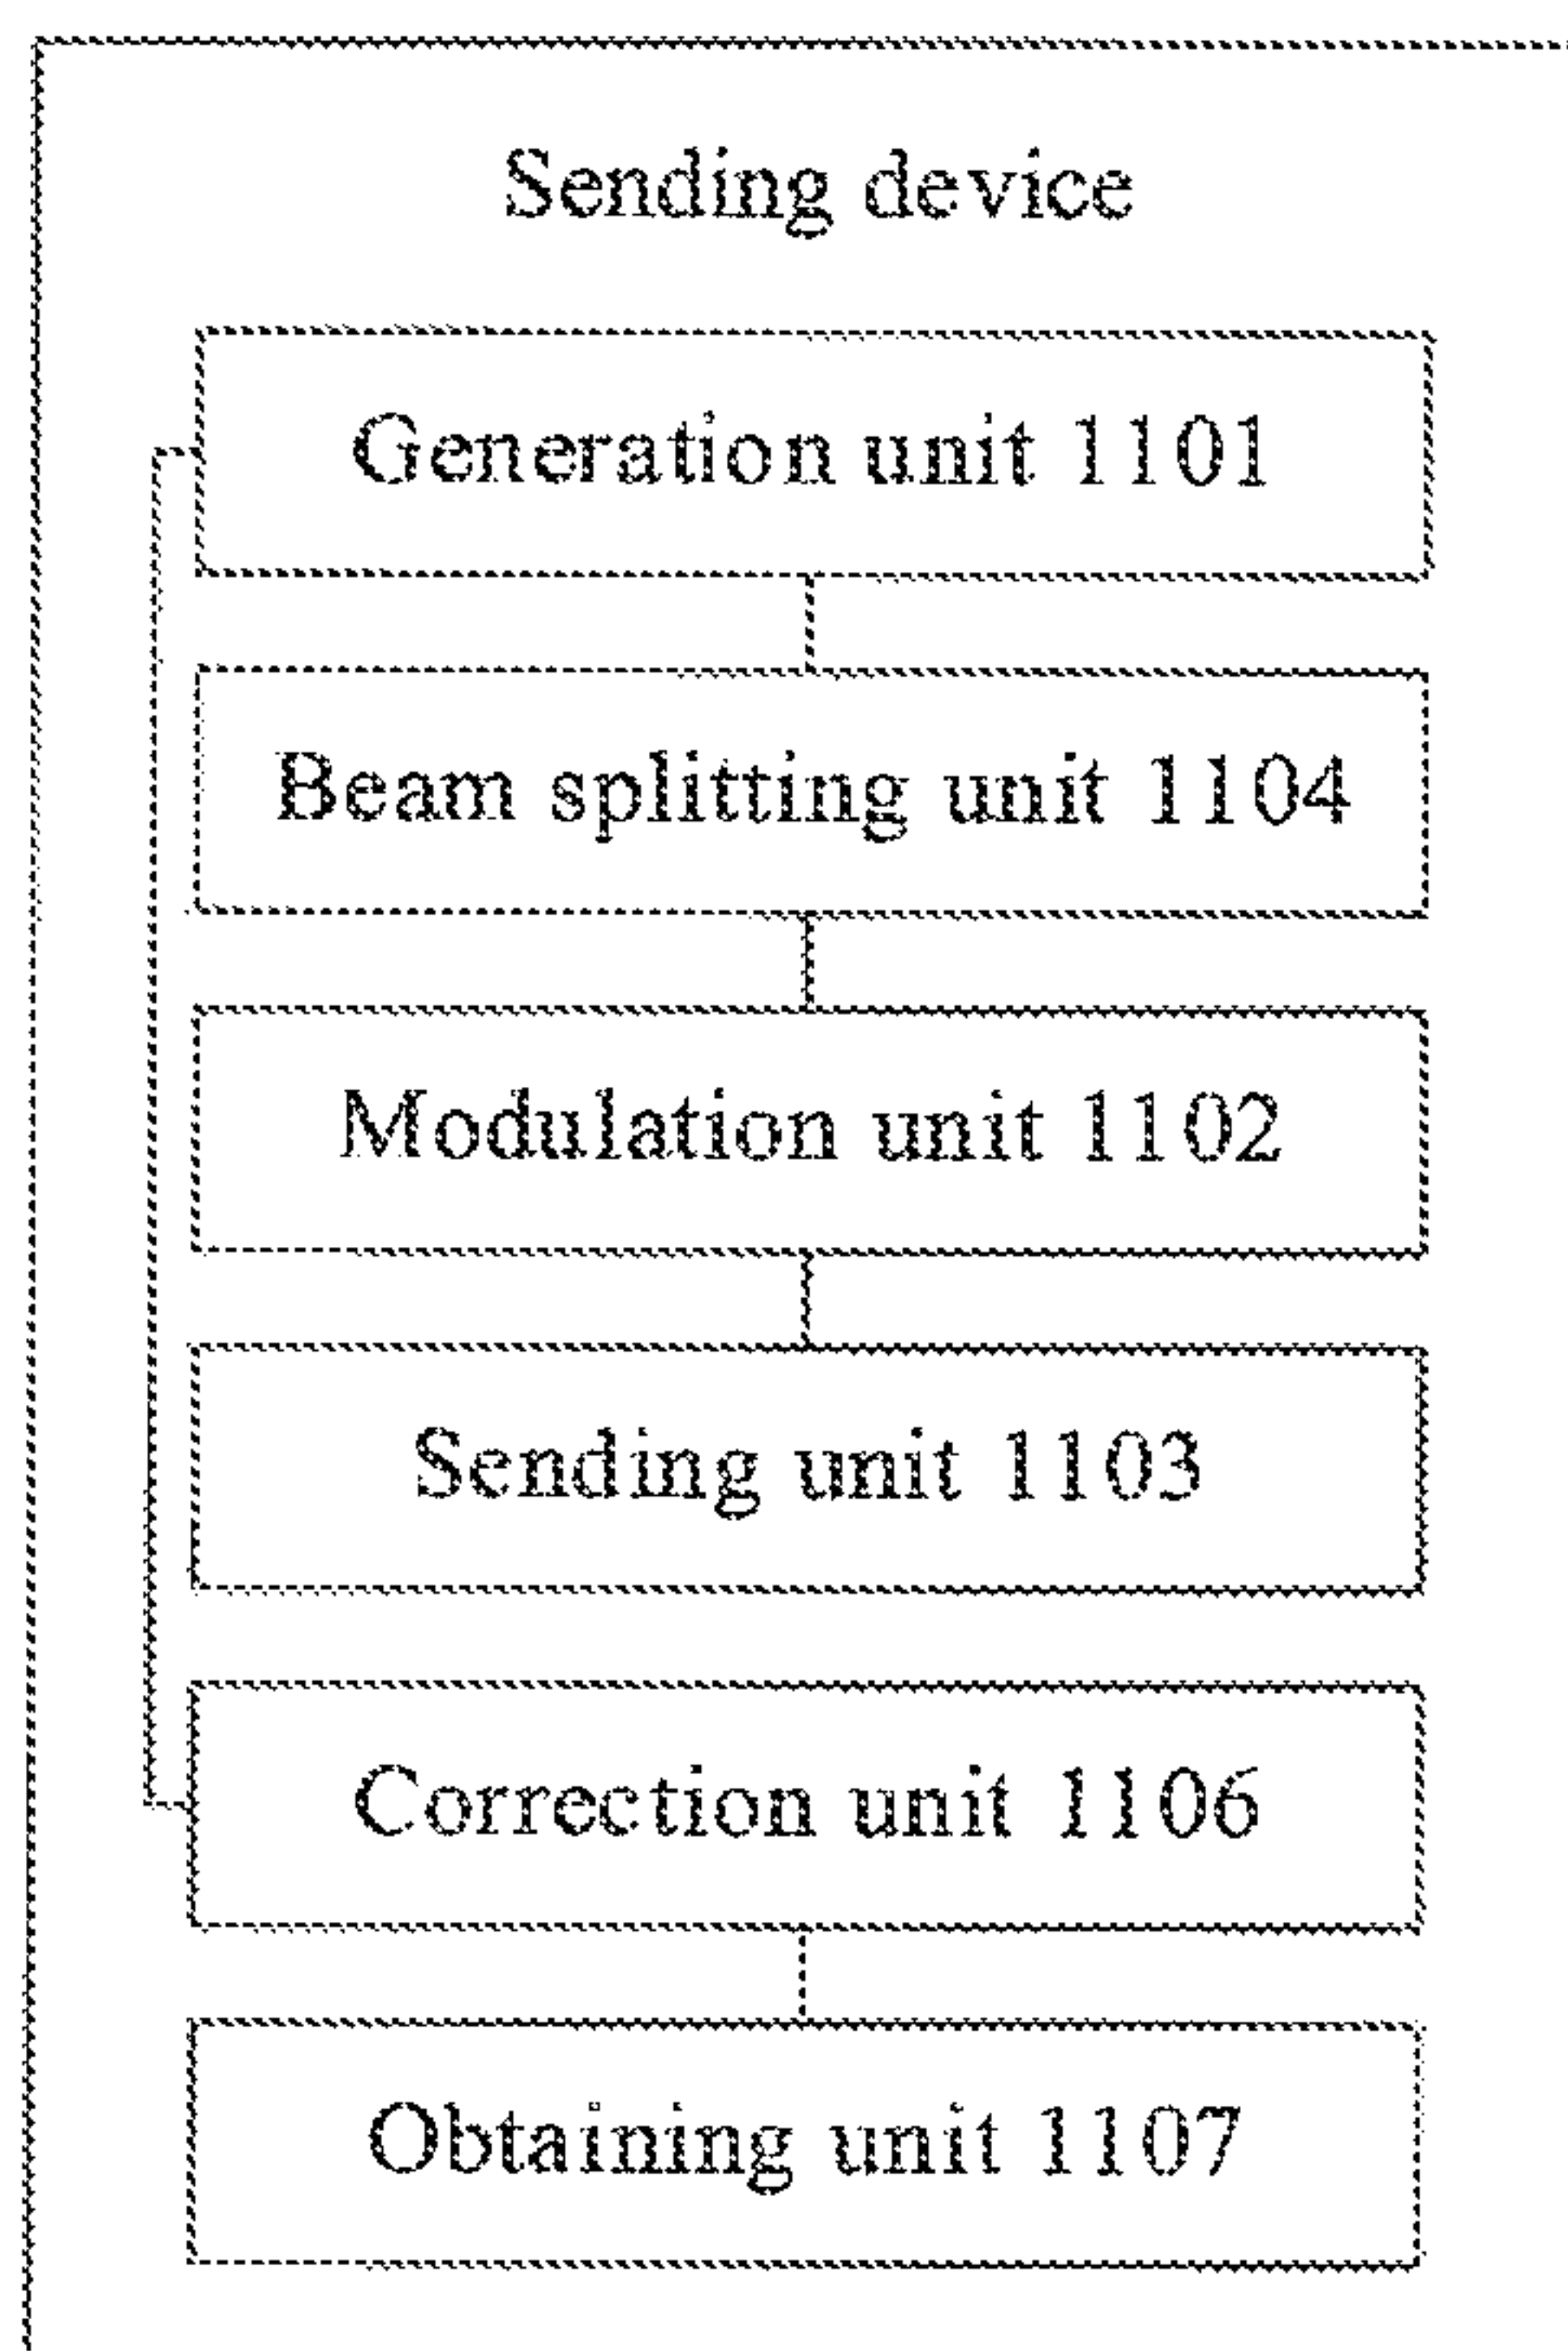 Sending device
Generation unit 1101
Beam splitting unit 1104
Modulation unit 1102
Sending unit 1103
Correction unit 1106
Obtaining unit 1107